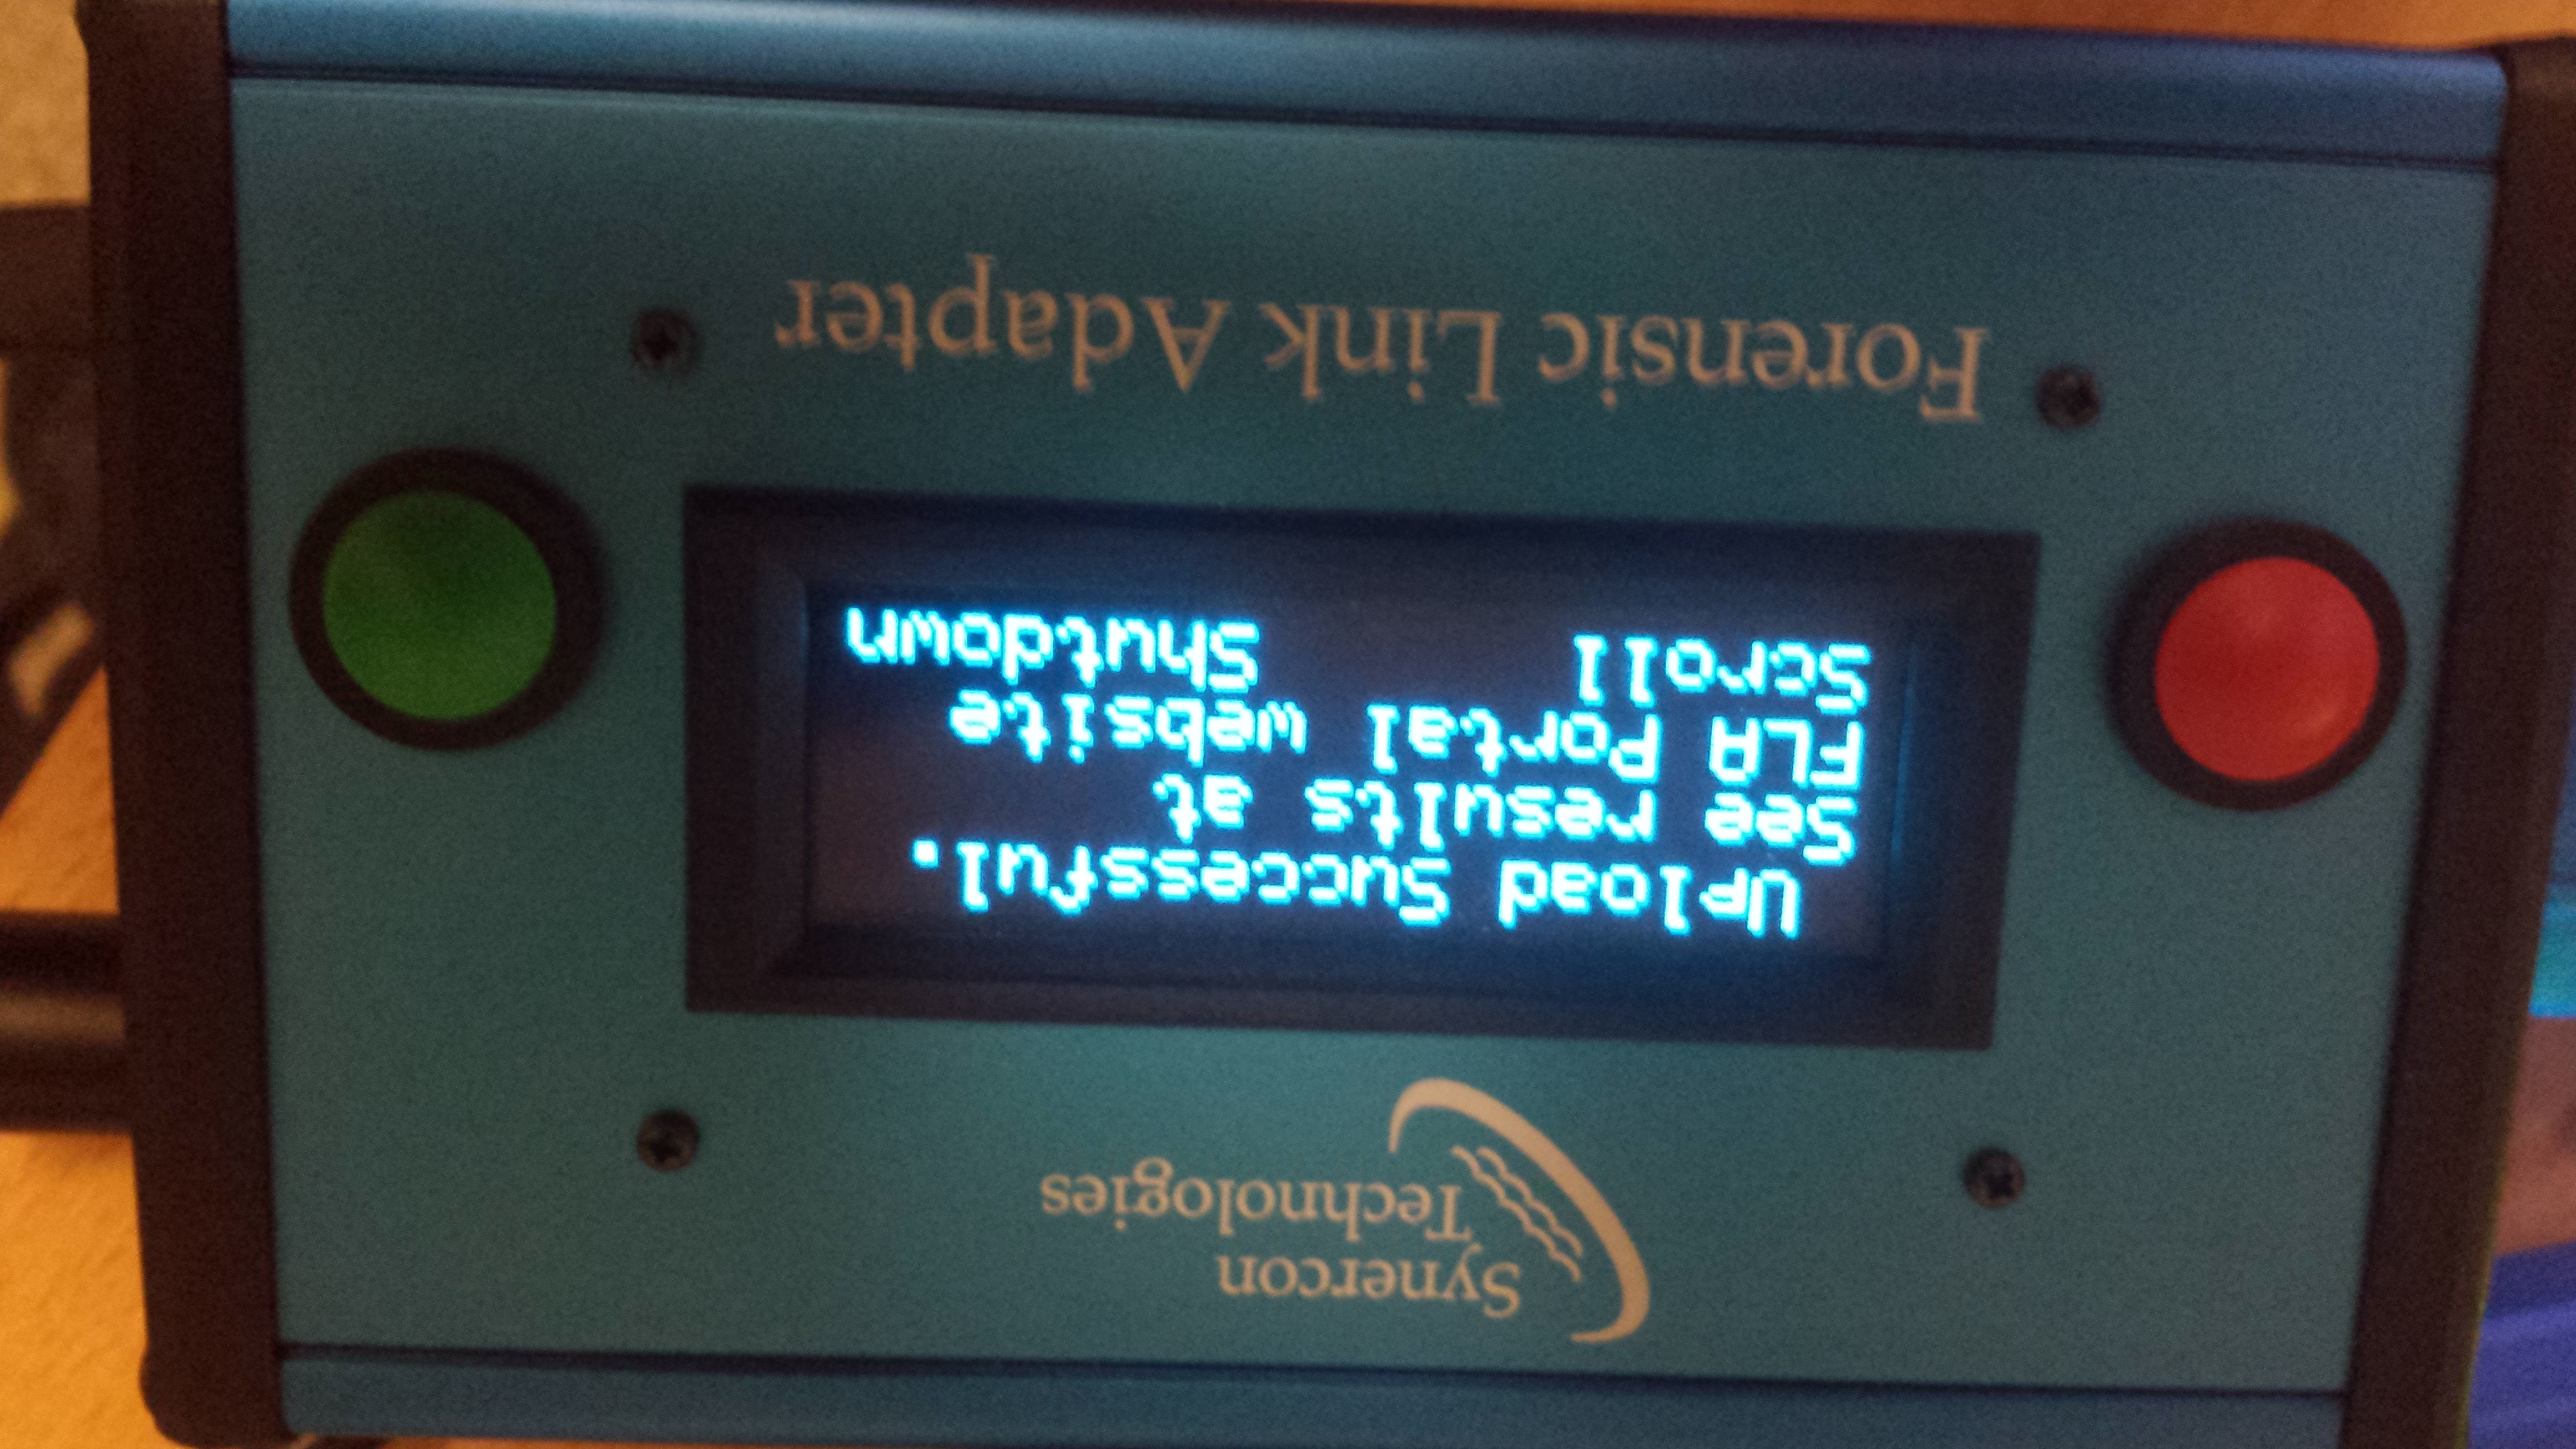 Synercon
Technologies
Upload Successful.
See results at
FLA Portal website
Scroll Shutdown
Forensic Link Adapter